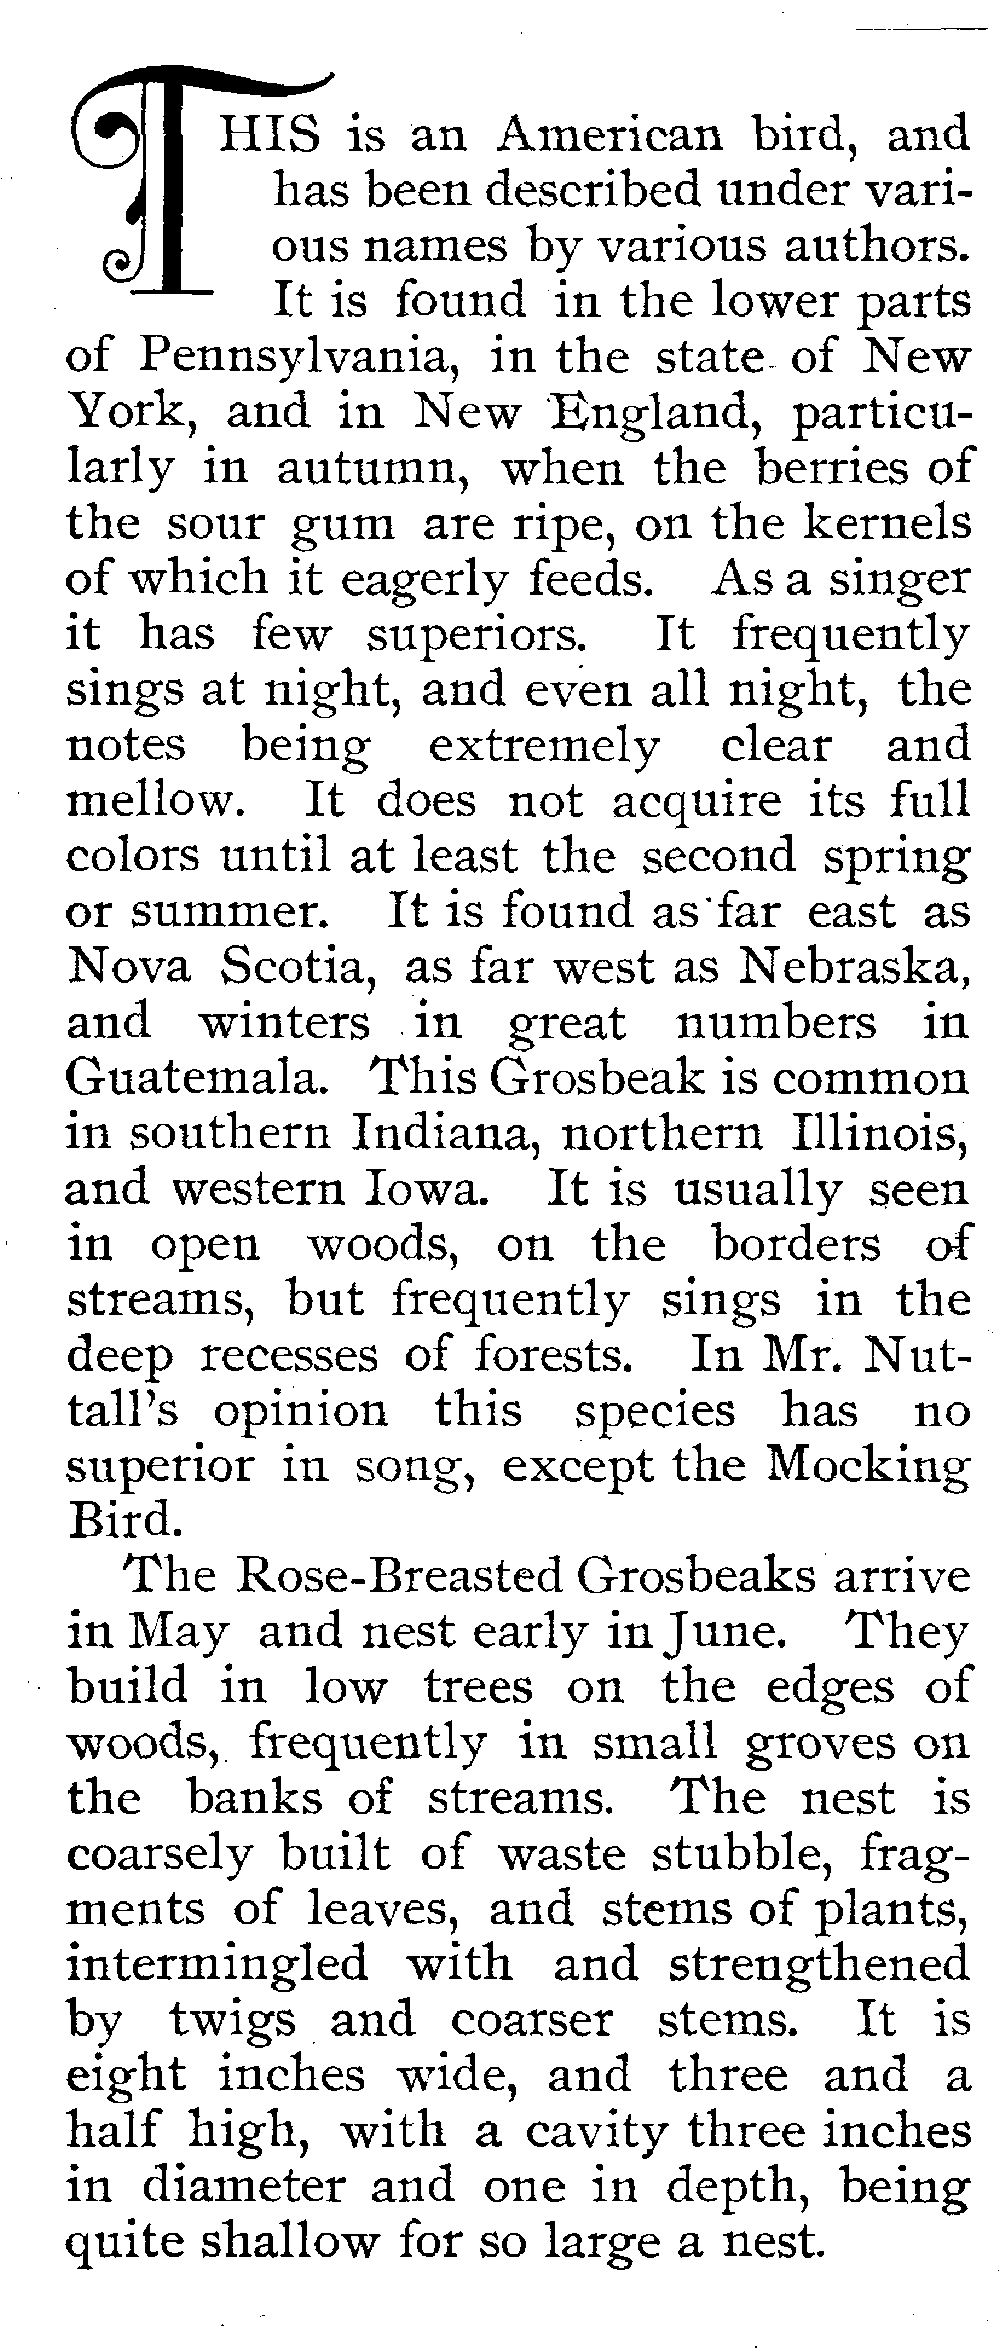 THIS is an American bird, and
has been described under vari-
ous names by various authors.
It is found in the lower parts
of Pennsylvania, in the state of New
York, and in New England, particu-
larly in autumn, when the berries of
the sour gum are ripe, on the kernels
of which it eagerly feeds. As a singer
it has few superiors. It frequently
sings at night, and even all night, the
notes being extremely clear and
mellow. It does not acquire its full
colors until at least the second spring
or summer. It is found as far east as
Nova Scotia, as far west as Nebraska,
and winters in great numbers in
Guatemala. This Grosbeak is common
in southern Indiana, northern Illinois,
and western Iowa. It is usually seen
in open woods, on the borders of
streams, but frequently sings in the
deep recesses of forests. In Mr. Nut-
tall's opinion this species has no
superior in song, except the Mocking
Bird.
The Rose-Breasted Grosbeaks arrive
in May and nest early in June. They
build in low trees on the edges of
woods, frequently in small groves on
the banks of streams. The nest is
coarsely built of waste stubble, frag-
ments of leaves, and stems of plants,
intermingled with and strengthened
by twigs and coarser stems. It is
eight inches wide, and three and a
half high, with a cavity three inches
in diameter and one in depth, being
quite shallow for so large a nest.